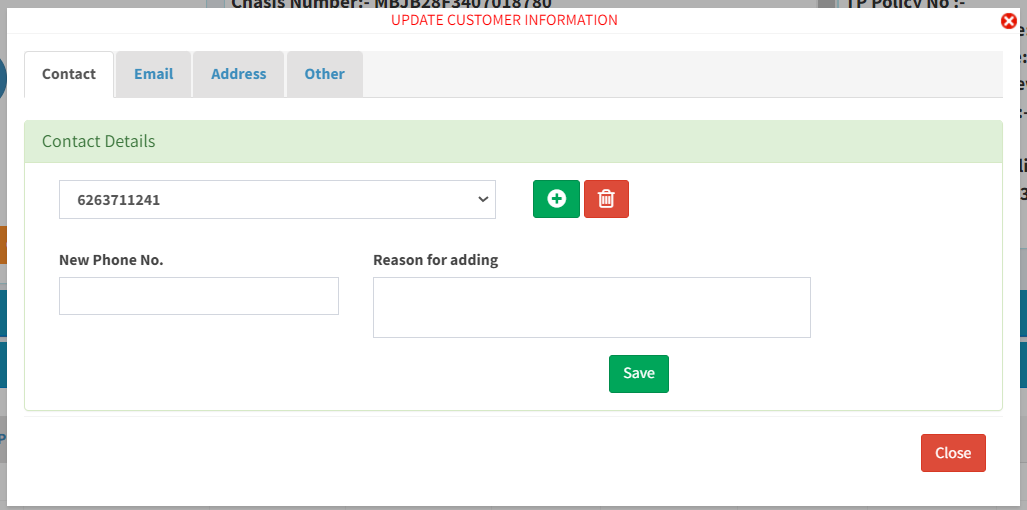 Chasis Number:- MBJB28F3407018780
TP Policy No :-
UPDATE CUSTOMER INFORMATION
Contact
Email
Address
Other
Contact Details
6263711241
New Phone No.
Reason for adding
Save
Close